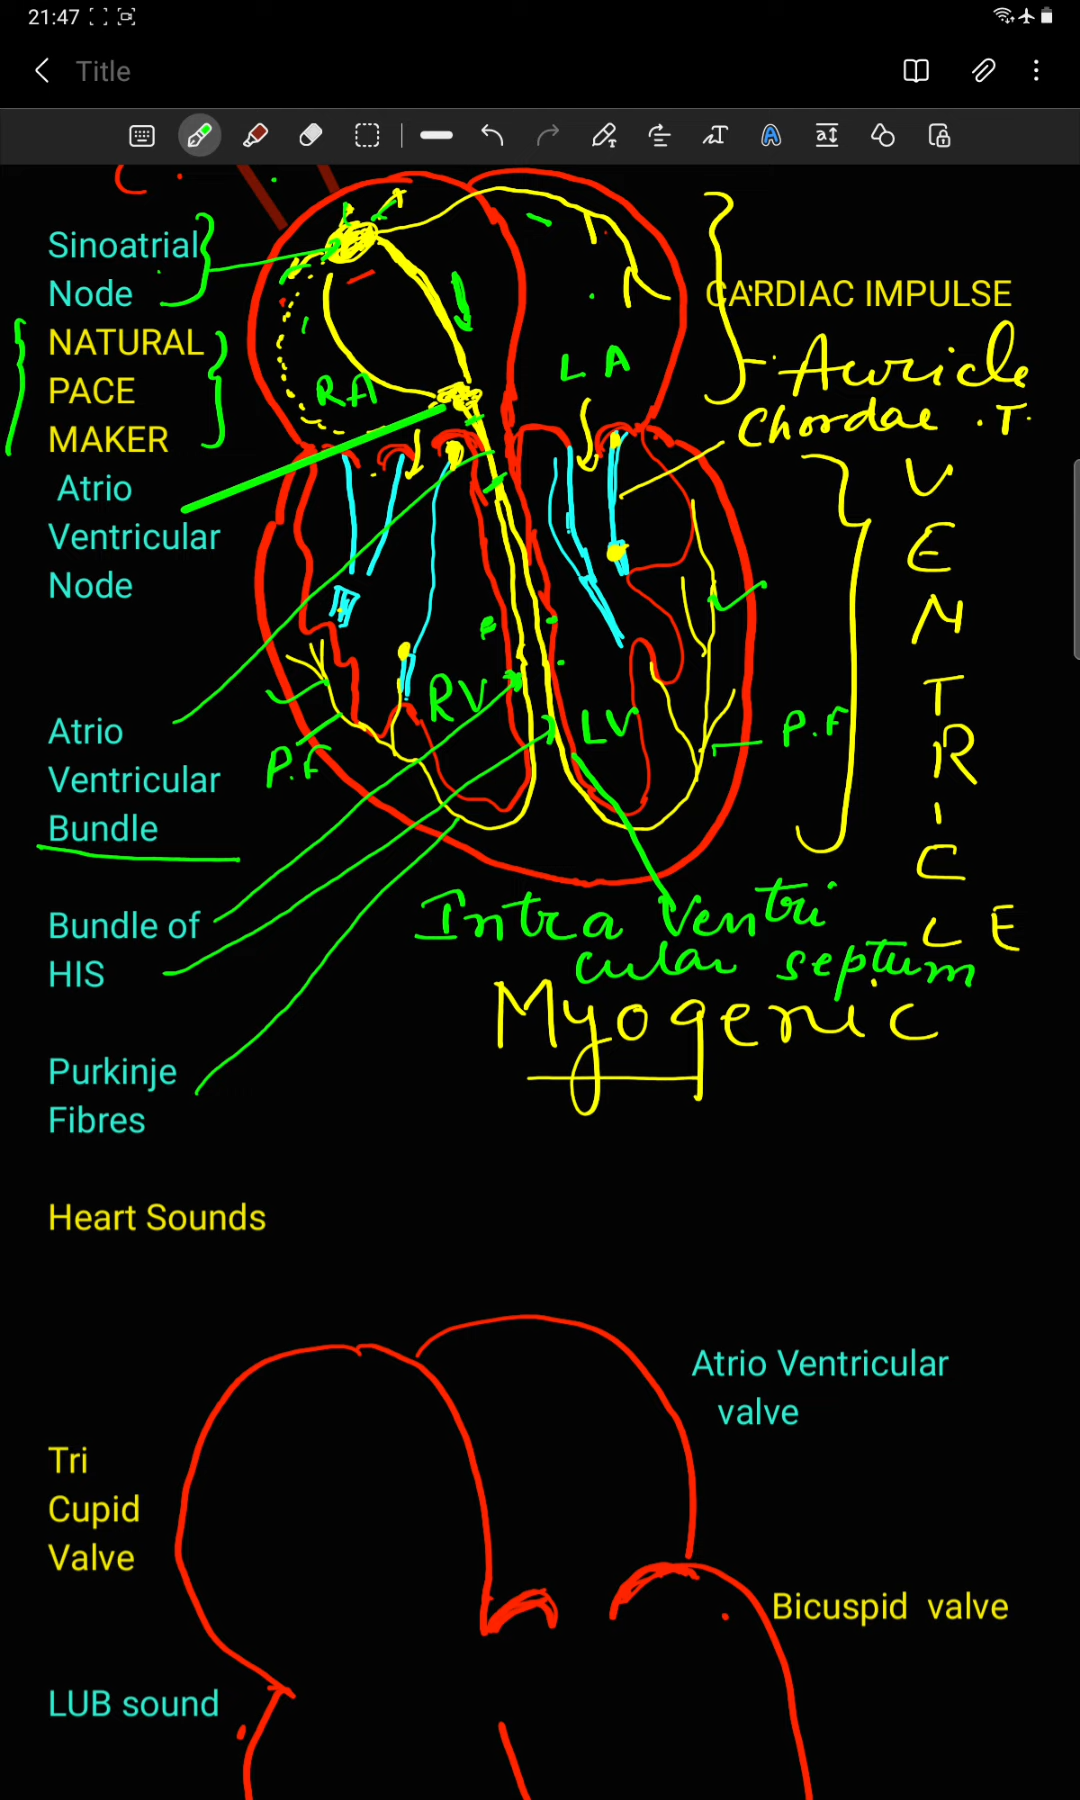 21:47
Title
Sinoatrial
Node
NATURAL
PACE
MAKER
Atrio
Ventricular
Node
Atrio
Ventricular
Bundle
Bundle of
HIS
Purkinje
Fibres
RA
LA
RV
LV
P.F
P.F
CARDIAC IMPULSE
Auricle
Chordae .T.
VENTRICLE
Intra Ventri
cular septum
Myogenic
Heart Sounds
Atrio Ventricular
valve
Tri
Cupid
Valve
Bicuspid valve
LUB sound